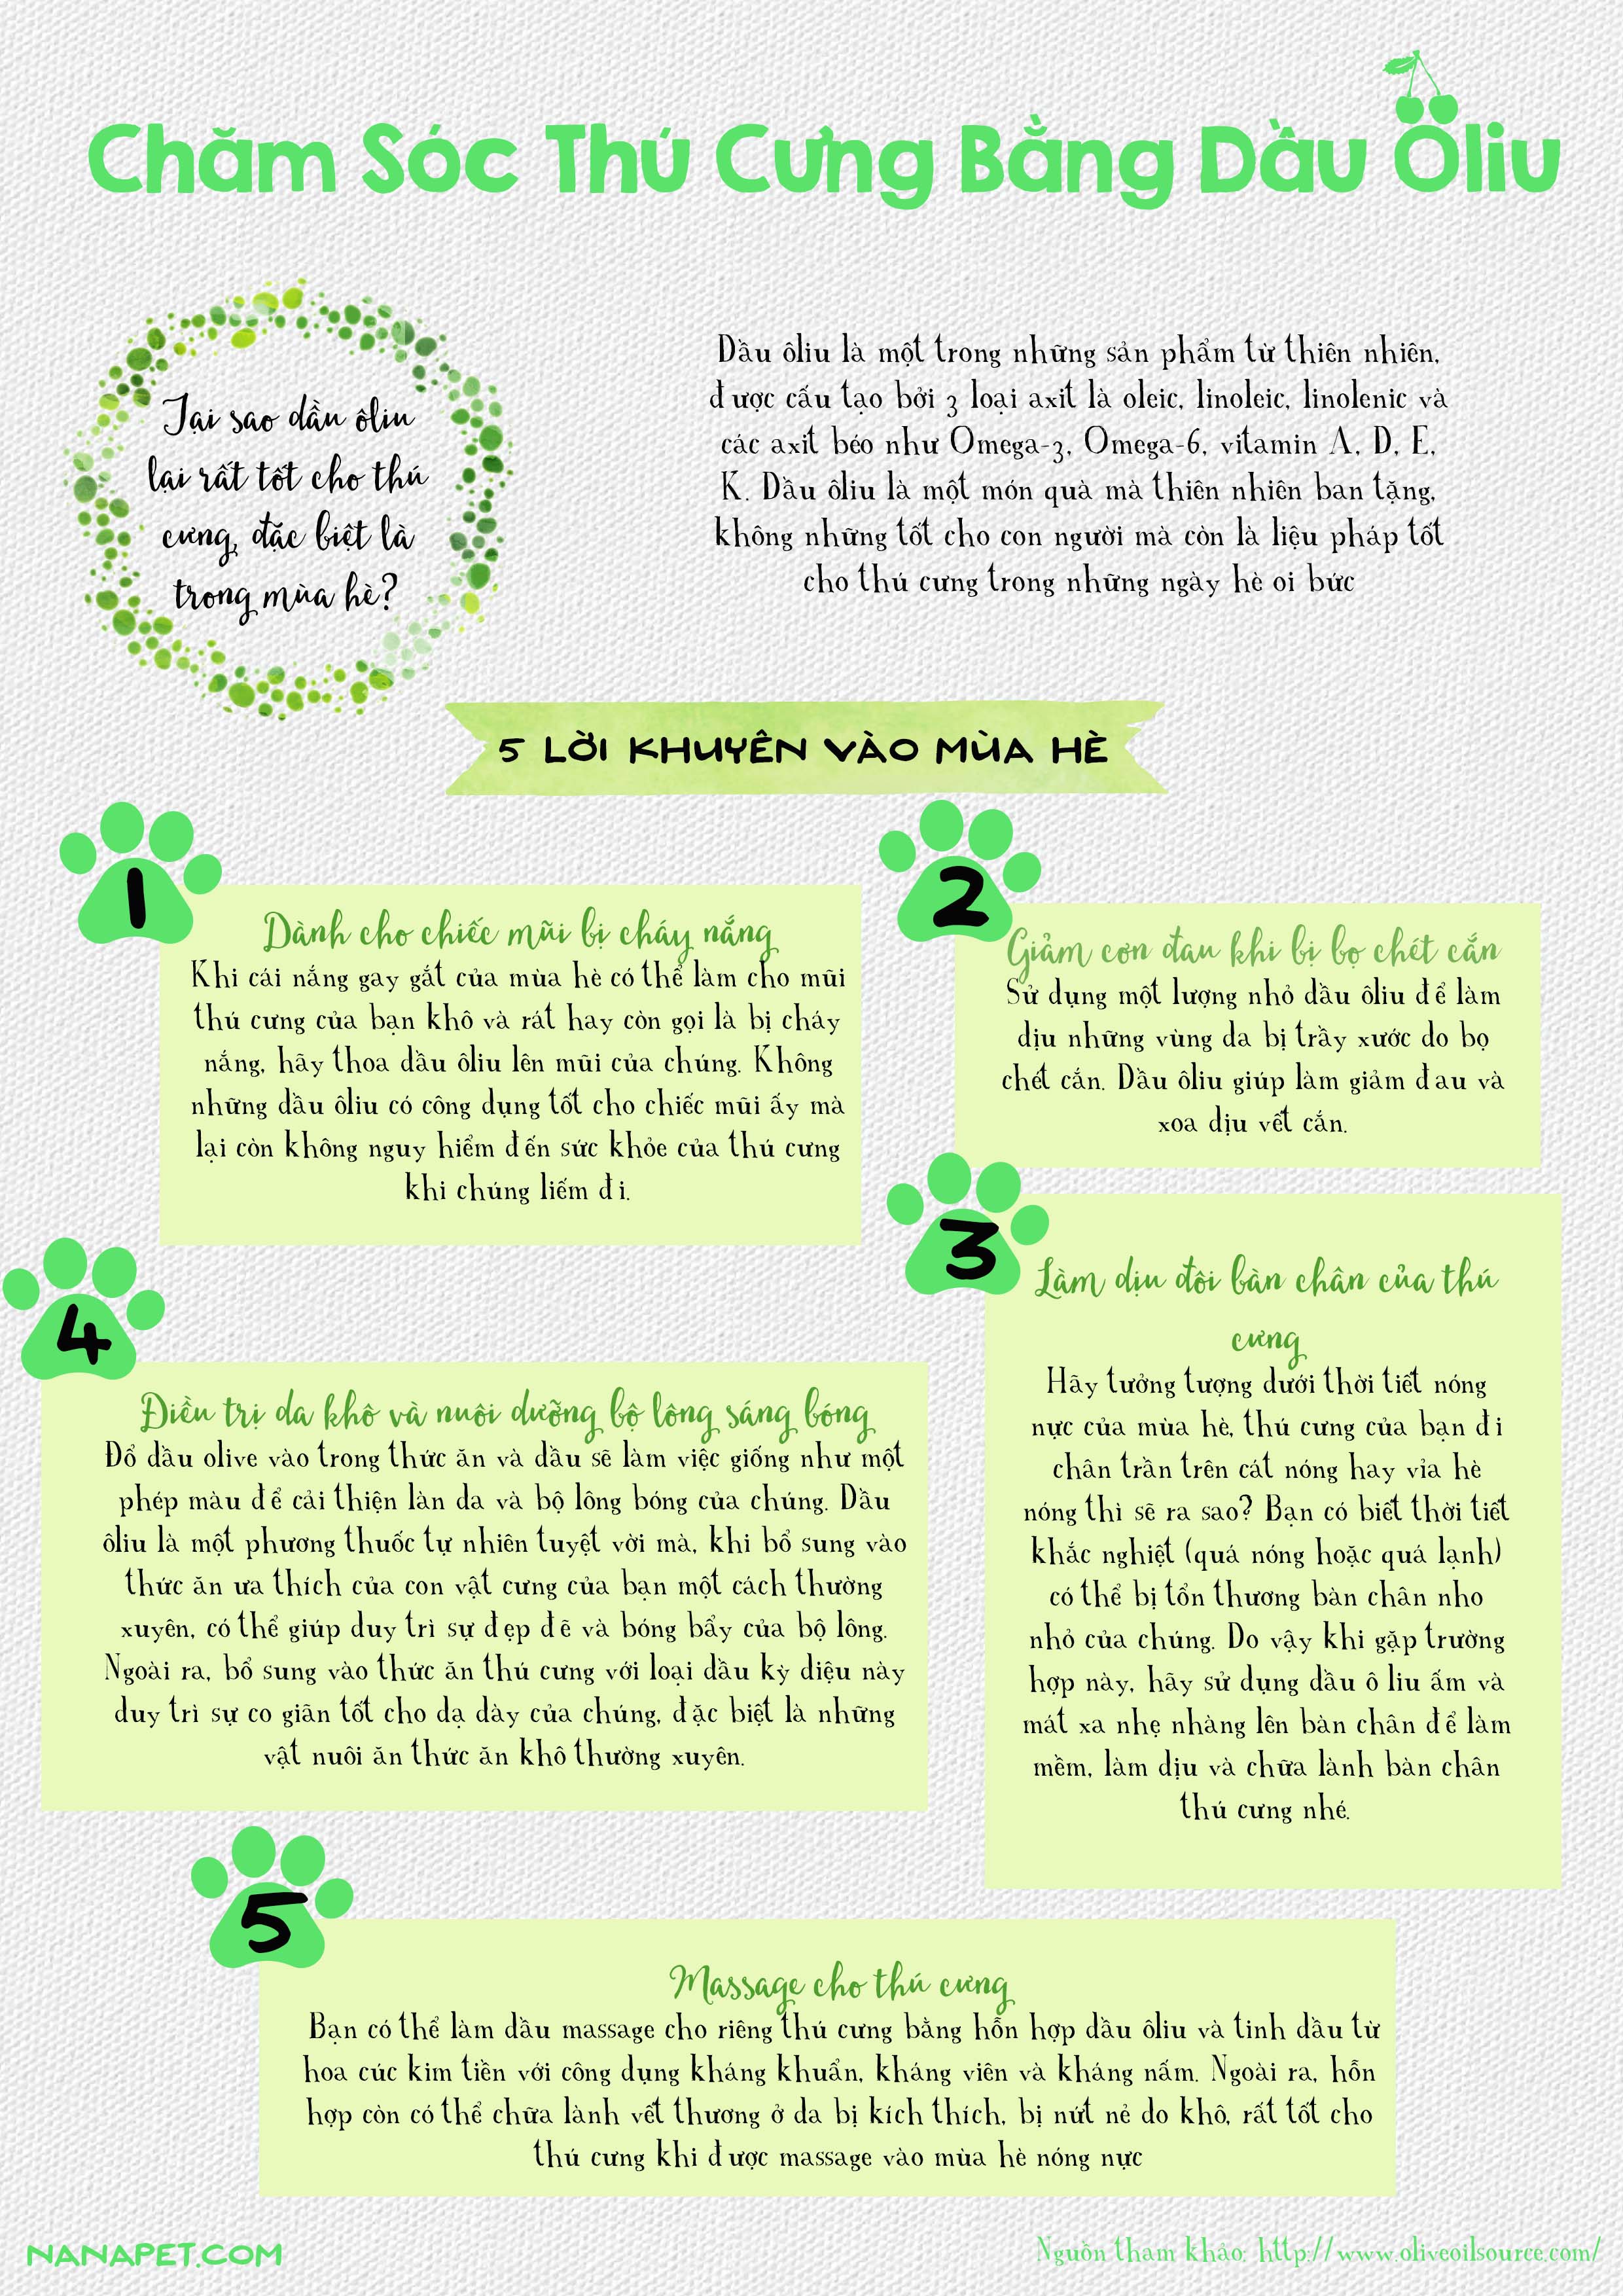 Chăm Sóc Thú Cưng Bằng Dầu Ôliu
Tại sao dầu ôliu
lại rất tốt cho thú
cưng, đặc biệt là
trong mùa hè?
Dầu ôliu là một trong những sản phẩm từ thiên nhiên,
được cấu tạo bởi 3 loại axit là oleic, linoleic, linolenic và
các axit béo như Omega-3, Omega-6, vitamin A, D, E,
K. Dầu ôliu là một món quà mà thiên nhiên ban tặng,
không những tốt cho con người mà còn là liệu pháp tốt
cho thú cưng trong những ngày hè oi bức
5 LỜI KHUYÊN VÀO MÙA HÈ
1
Dành cho chiếc mũi bị cháy nắng
Khi cái nắng gay gắt của mùa hè có thể làm cho mũi
thú cưng của bạn khô và rát hay còn gọi là bị cháy
nắng, hãy thoa dầu ôliu lên mũi của chúng. Không
những dầu ôliu có công dụng tốt cho chiếc mũi ấy mà
lại còn không nguy hiểm đến sức khỏe của thú cưng
khi chúng liếm đi.
2
Giảm cơn đau khi bị bọ chét cắn
Sử dụng một lượng nhỏ dầu ôliu để làm
dịu những vùng da bị trầy xước do bọ
chét cắn. Dầu ôliu giúp làm giảm đau và
xoa dịu vết cắn.
3
Làm dịu đôi bàn chân của thú
cưng
Hãy tưởng tượng dưới thời tiết nóng
nực của mùa hè, thú cưng của bạn đi
chân trần trên cát nóng hay vỉa hè
nóng thì sẽ ra sao? Bạn có biết thời tiết
khắc nghiệt (quá nóng hoặc quá lạnh)
có thể bị tổn thương bàn chân nho
nhỏ của chúng. Do vậy khi gặp trường
hợp này, hãy sử dụng dầu ô liu ấm và
mát xa nhẹ nhàng lên bàn chân để làm
mềm, làm dịu và chữa lành bàn chân
thú cưng nhé.
4
Điều trị da khô và nuôi dưỡng bộ lông sáng bóng
Đổ dầu olive vào trong thức ăn và dầu sẽ làm việc giống như một
phép màu để cải thiện làn da và bộ lông bóng của chúng. Dầu
ôliu là một phương thuốc tự nhiên tuyệt vời mà, khi bổ sung vào
thức ăn ưa thích của con vật cưng của bạn một cách thường
xuyên, có thể giúp duy trì sự đẹp đẽ và bóng bẩy của bộ lông.
Ngoài ra, bổ sung vào thức ăn thú cưng với loại dầu kỳ diệu này
duy trì sự co giãn tốt cho dạ dày của chúng, đặc biệt là những
vật nuôi ăn thức ăn khô thường xuyên.
5
Massage cho thú cưng
Bạn có thể làm dầu massage cho riêng thú cưng bằng hỗn hợp dầu ôliu và tinh dầu từ
hoa cúc kim tiền với công dụng kháng khuẩn, kháng viên và kháng nấm. Ngoài ra, hỗn
hợp còn có thể chữa lành vết thương ở da bị kích thích, bị nứt nẻ do khô, rất tốt cho
thú cưng khi được massage vào mùa hè nóng nực
NANAPET.COM
Nguồn tham khảo: http://www.oliveoilsource.com/